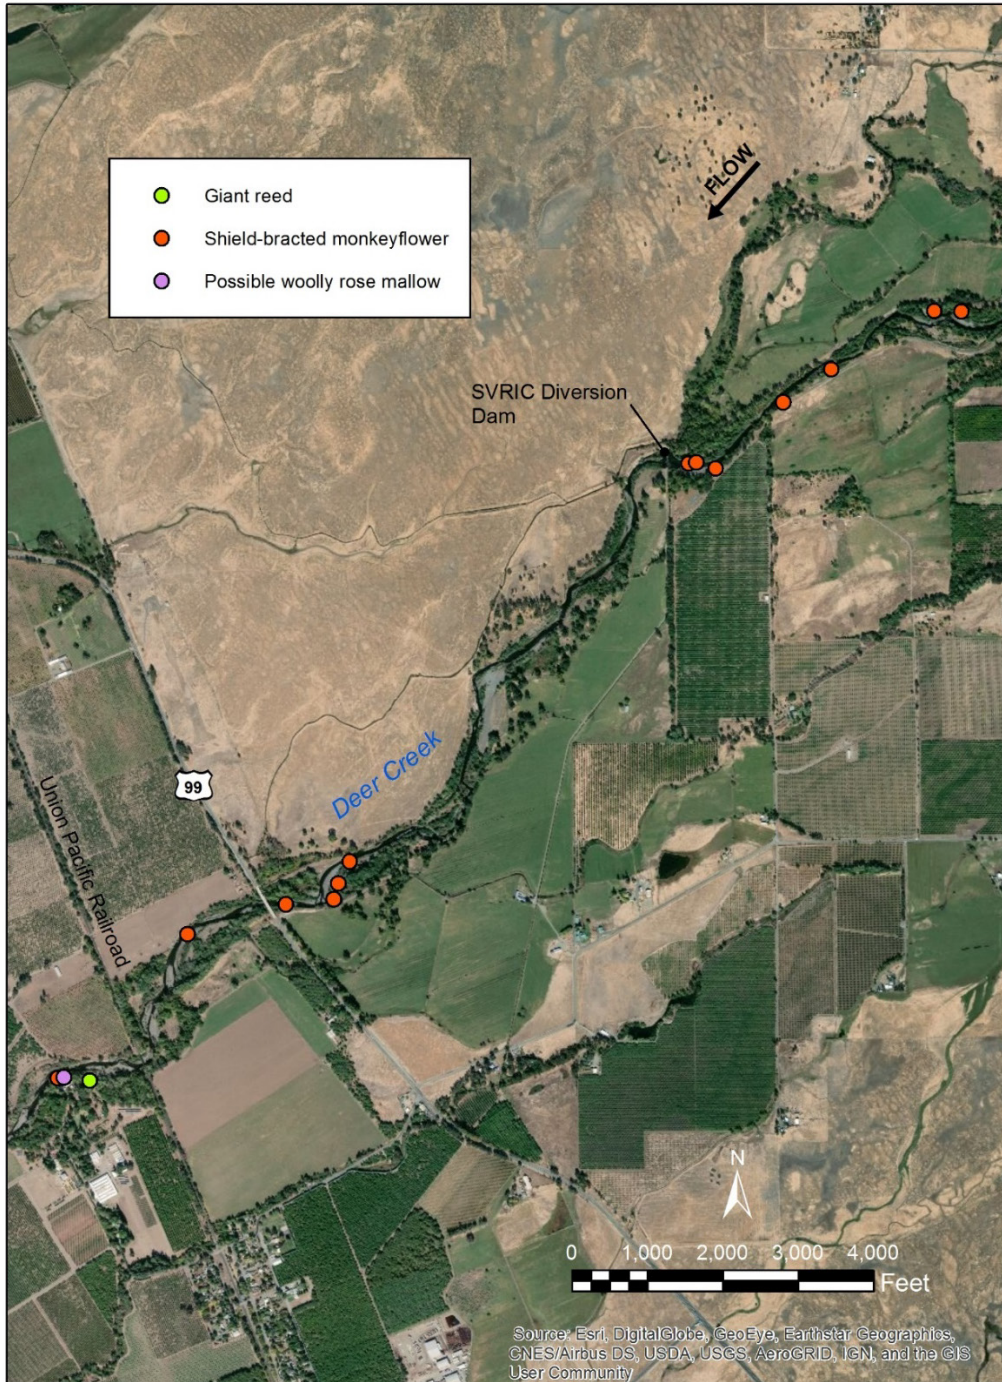 Giant reed
Shield-bracted monkeyflower
Possible woolly rose mallow
FLOW
SVRIC Diversion
Dam
Deer Creek
99
Union Pacific Railroad
N
0 1,000 2,000 3,000 4,000
Feet
Source: Esri, DigitalGlobe, GeoEye, Earthstar Geographics,
CNES/Airbus DS, USDA, USGS, AeroGRID, IGN, and the GIS
User Community